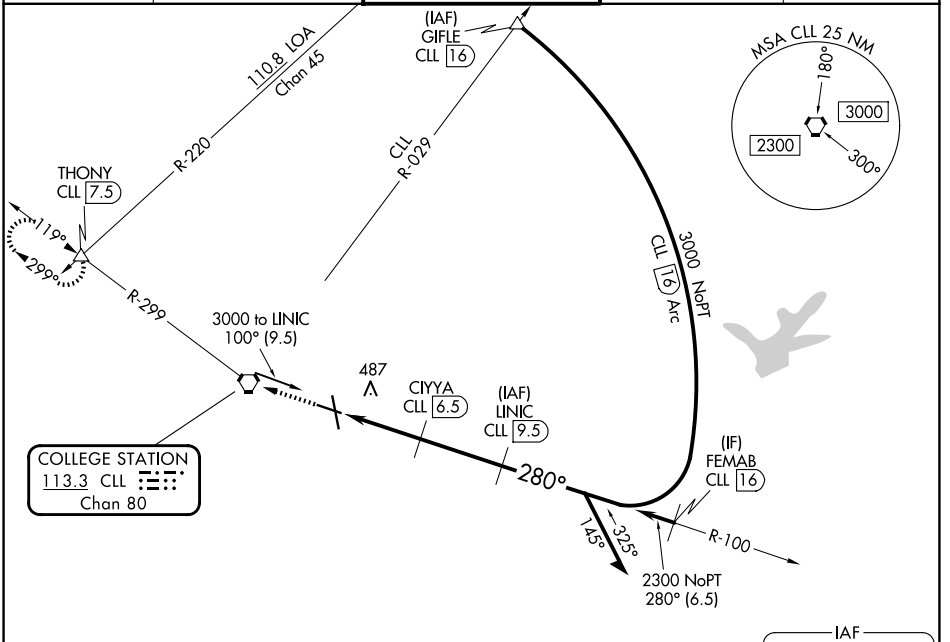 (IAF)
GIFLE
CLL 16
110.8 LOA
Chan 45
R-220
CLL
R-029
MSA CLL 25 NM
180°
3000
2300
300°
THONY
CLL 7.5
119°
299°
R-299
3000 NoPT
CLL 16 Arc
3000 to LINIC
100° (9.5)
487
CIYYA
CLL 6.5
(IAF)
LINIC
CLL 9.5
280°
(IF)
FEMAB
CLL 16
R-100
145°
325°
2300 NoPT
280° (6.5)
COLLEGE STATION
113.3 CLL
Chan 80
IAF